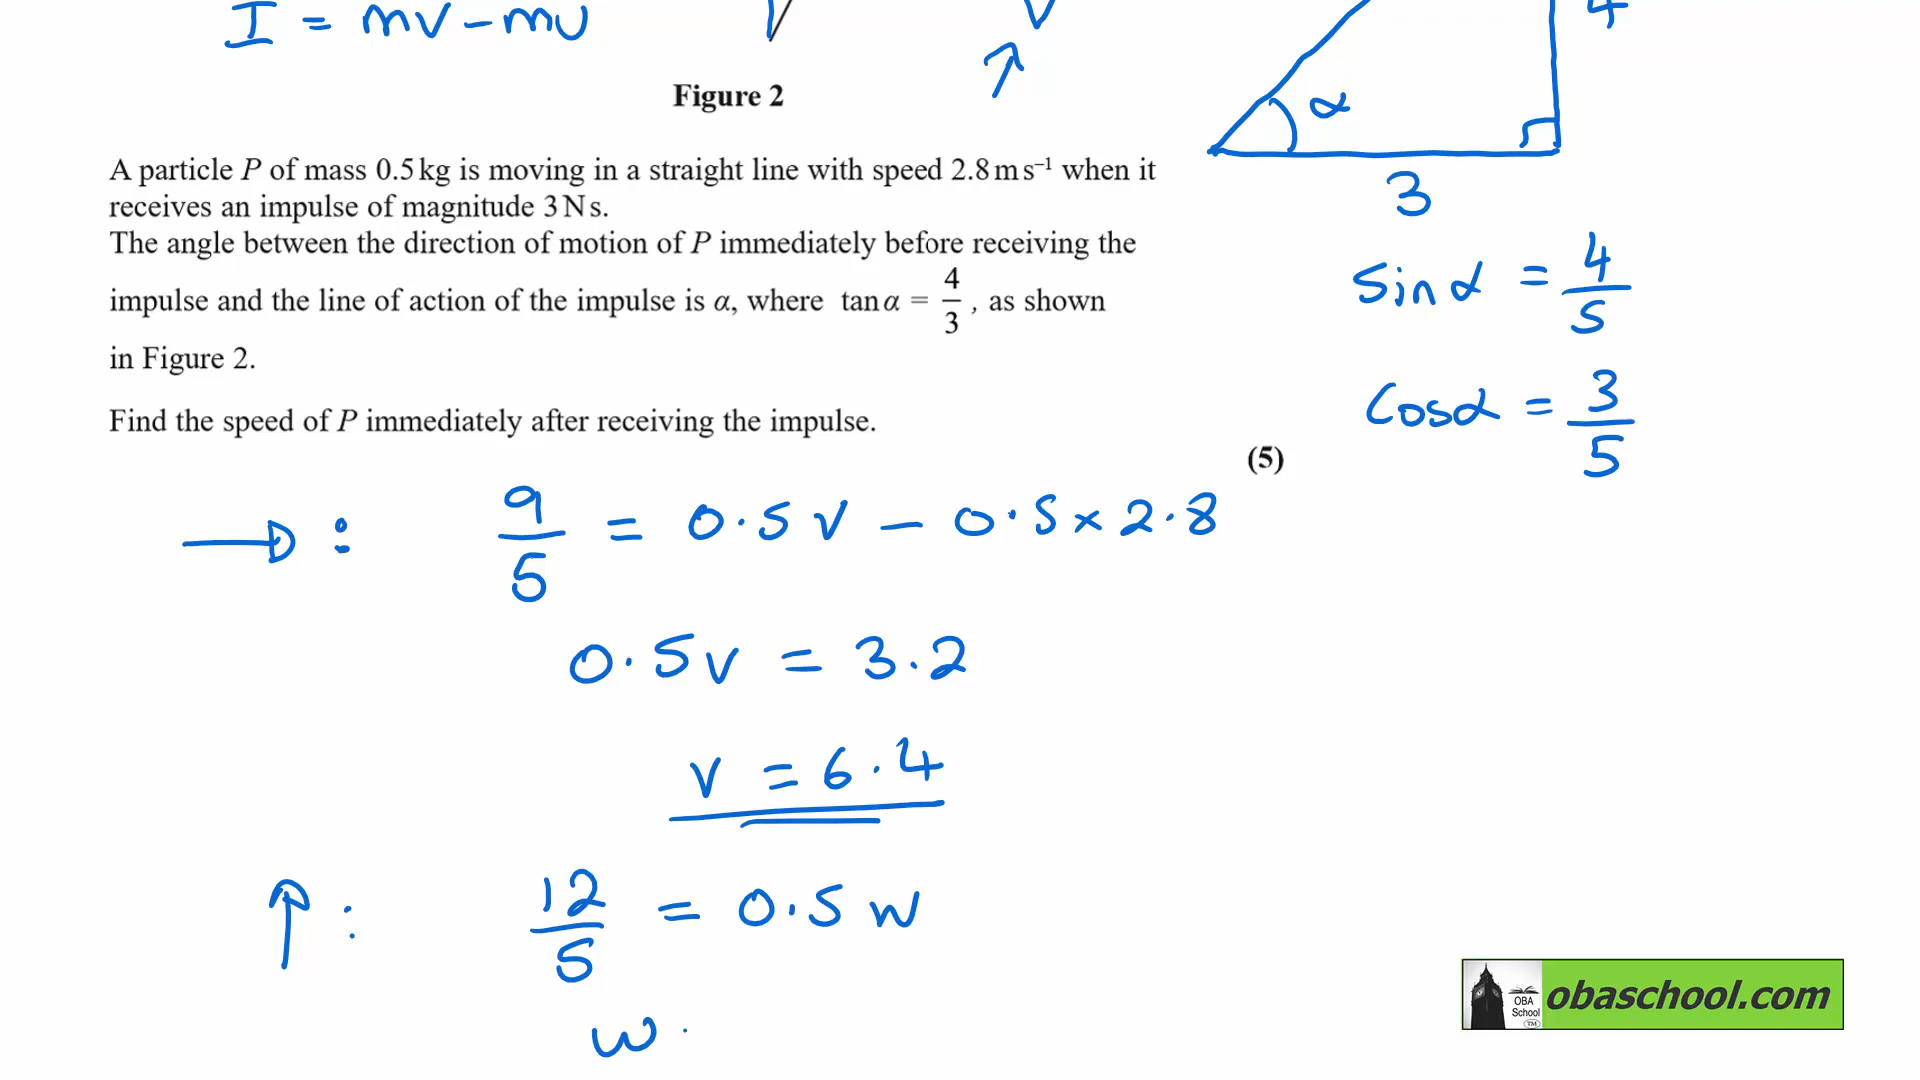 I = mv - mu
v
4
α
Figure 2
3
A particle P of mass 0.5 kg is moving in a straight line with speed 2.8 m s⁻¹ when it
receives an impulse of magnitude 3 N s.
The angle between the direction of motion of P immediately before receiving the
impulse and the line of action of the impulse is α, where tan α = 4/3, as shown
in Figure 2.
Find the speed of P immediately after receiving the impulse.
(5)
Sin α = 4/5
Cos α = 3/5
→ : 9/5 = 0.5 v - 0.5 × 2.8
0.5 v = 3.2
v = 6.4
↑ : 12/5 = 0.5 w
w
OBA
School
TM
obaschool.com